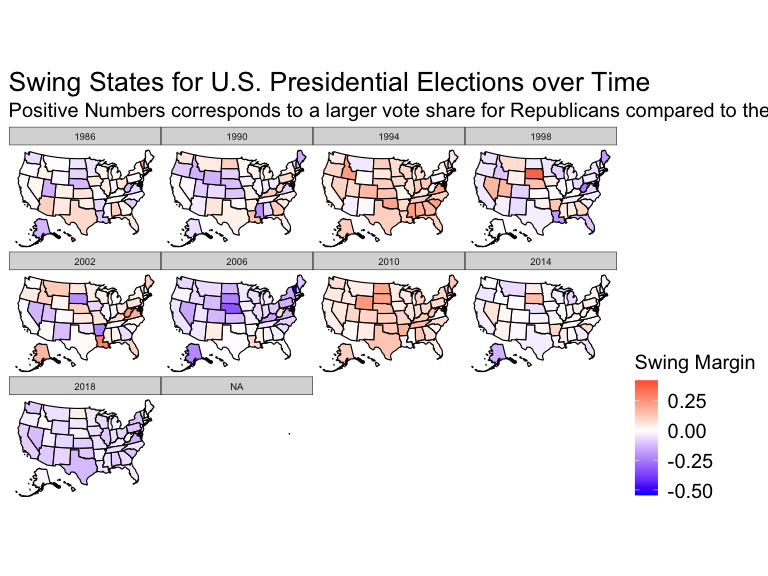 Swing States for U.S. Presidential Elections over Time
Positive Numbers corresponds to a larger vote share for Republicans compared to the
1986 1990 1994 1998
2002 2006 2010 2014
Swing Margin
2018 NA
0.25
0.00
-0.25
-0.50